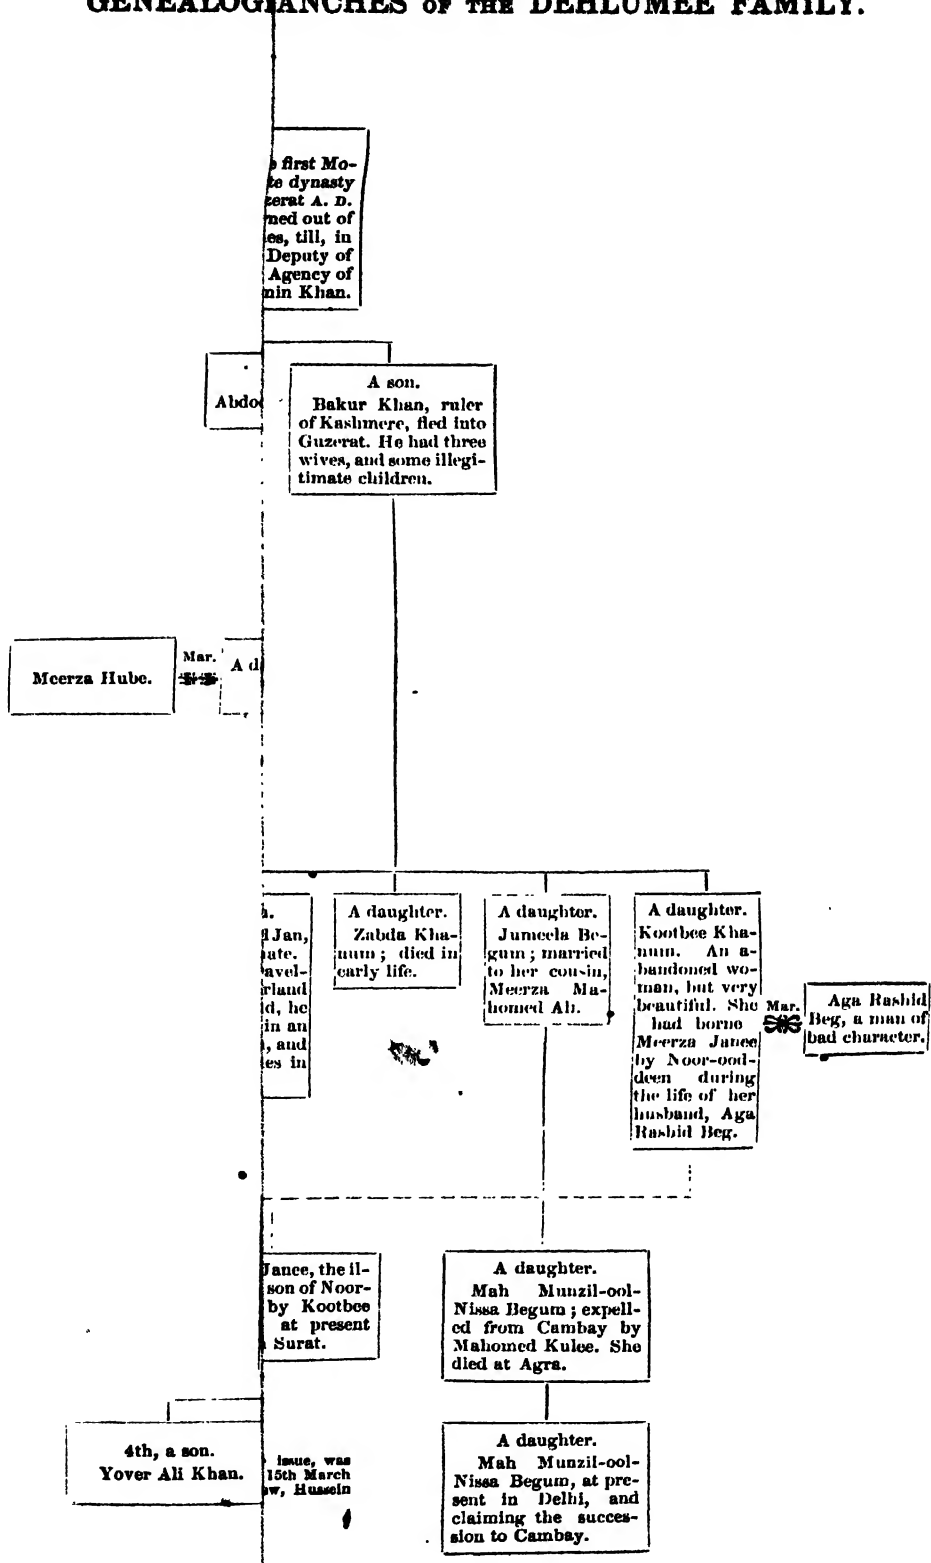 GENEALOGIANCHES OF THE DEHLUMEE FAMILY.
first Mo-
te dynasty
zerat A. D.
ned out of
es, till, in
Deputy of
Agency of
min Khan.
Abdo
A son.
Bakur Khan, ruler
of Kashmere, fled into
Guzerat. He had three
wives, and some illegi-
timate children.
Meerza Hube.
Mar.
A d
n.
l Jan,
ate.
avel-
rland
d, he
in an
, and
es in
A daughter.
Zabda Kha-
num; died in
early life.
A daughter.
Jumeela Be-
gum; married
to her cousin,
Meerza Ma-
homed Ali.
A daughter.
Kootbee Kha-
num. An a-
bandoned wo-
man, but very
beautiful. She
had borne
Meerza Janee
by Noor-ood-
deen during
the life of her
husband, Aga
Rashid Beg.
Mar.
Aga Rashid
Beg, a man of
bad character.
Janee, the il-
son of Noor-
by Kootbee
at present
Surat.
A daughter.
Mah Munzil-ool-
Nissa Begum; expell-
ed from Cambay by
Mahomed Kulee. She
died at Agra.
4th, a son.
Yover Ali Khan.
issue, was
15th March
ow, Hussein
A daughter.
Mah Munzil-ool-
Nissa Begum, at pre-
sent in Delhi, and
claiming the succes-
sion to Cambay.